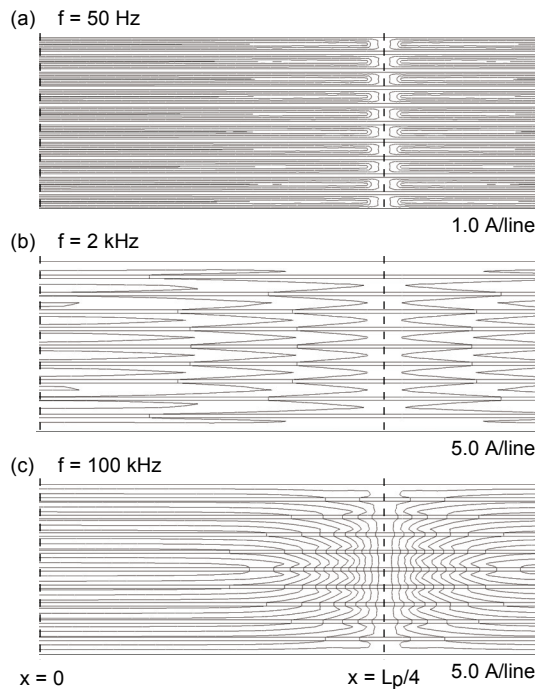 (a) f = 50 Hz
1.0 A/line
(b) f = 2 kHz
5.0 A/line
(c) f = 100 kHz
x = 0 x = Lp/4 5.0 A/line